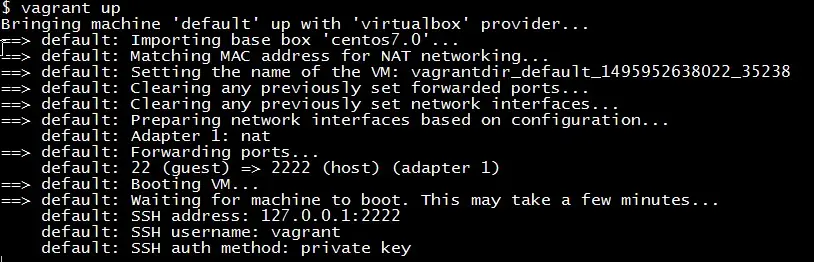 $ vagrant up
Bringing machine 'default' up with 'virtualbox' provider...
==> default: Importing base box 'centos7.0'...
==> default: Matching MAC address for NAT networking...
==> default: Setting the name of the VM: vagrantdir_default_1495952638022_35238
==> default: Clearing any previously set forwarded ports...
==> default: Clearing any previously set network interfaces...
==> default: Preparing network interfaces based on configuration...
    default: Adapter 1: nat
==> default: Forwarding ports...
    default: 22 (guest) => 2222 (host) (adapter 1)
==> default: Booting VM...
==> default: Waiting for machine to boot. This may take a few minutes...
    default: SSH address: 127.0.0.1:2222
    default: SSH username: vagrant
    default: SSH auth method: private key